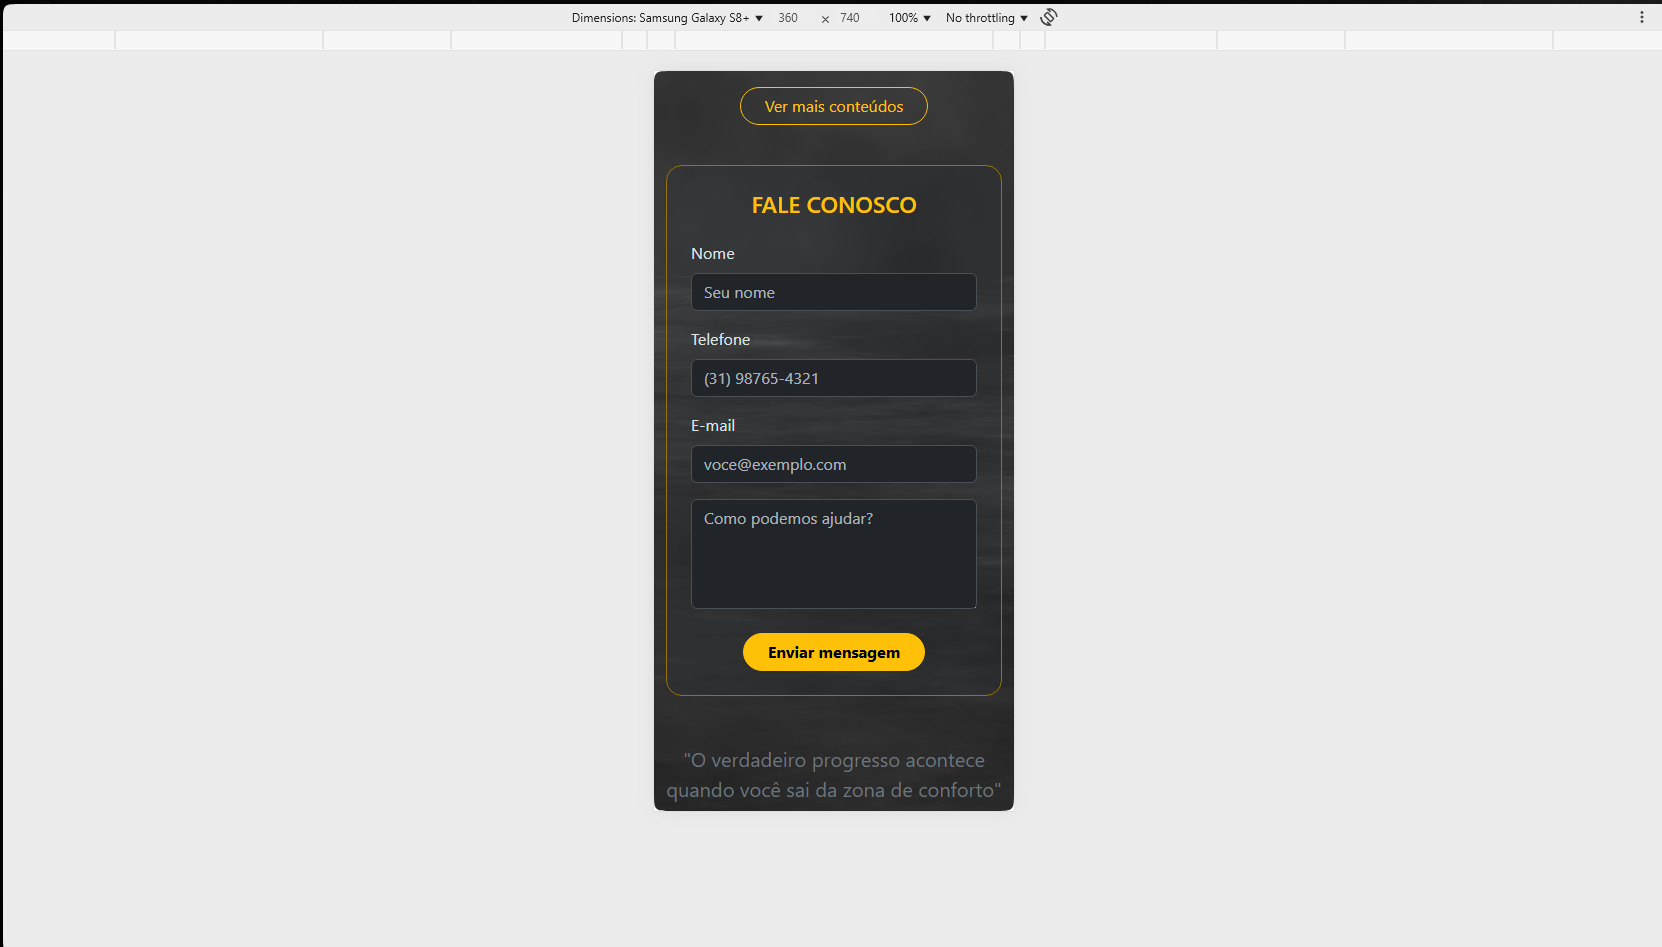 Dimensions: Samsung Galaxy S8+ ▼ 360 × 740 100% ▼ No throttling ▼
Ver mais conteúdos
FALE CONOSCO
Nome
Seu nome
Telefone
(31) 98765-4321
E-mail
voce@exemplo.com
Como podemos ajudar?
Enviar mensagem
"O verdadeiro progresso acontece
quando você sai da zona de conforto"